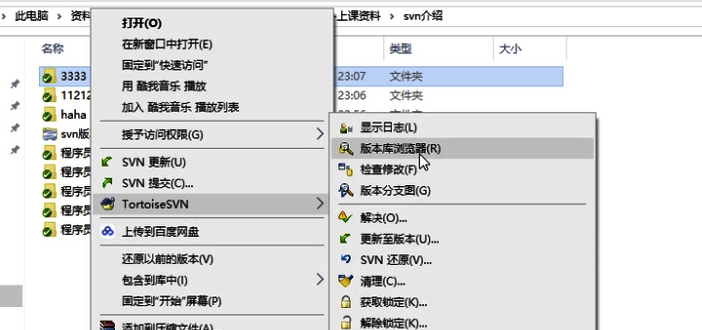 此电脑 > 资料 上课资料 > svn介绍
名称 类型 大小
打开(O)
在新窗口中打开(E)
固定到"快速访问"
用 酷我音乐 播放
加入 酷我音乐 播放列表
授予访问权限(G)
SVN 更新(U)
SVN 提交(C)...
TortoiseSVN
上传到百度网盘
还原以前的版本(V)
包含到库中(I)
固定到"开始"屏幕(P)
添加到压缩文件(A)
3333 23:07 文件夹
11212 23:06 文件夹
haha
svn版
程序员
程序员
程序员
程序员
程序员
显示日志(L)
版本库浏览器(R)
检查修改(F)
版本分支图(G)
解决(O)...
更新至版本(U)...
SVN 还原(V)...
清理(C)...
获取锁定(K)...
解除锁定(K)...